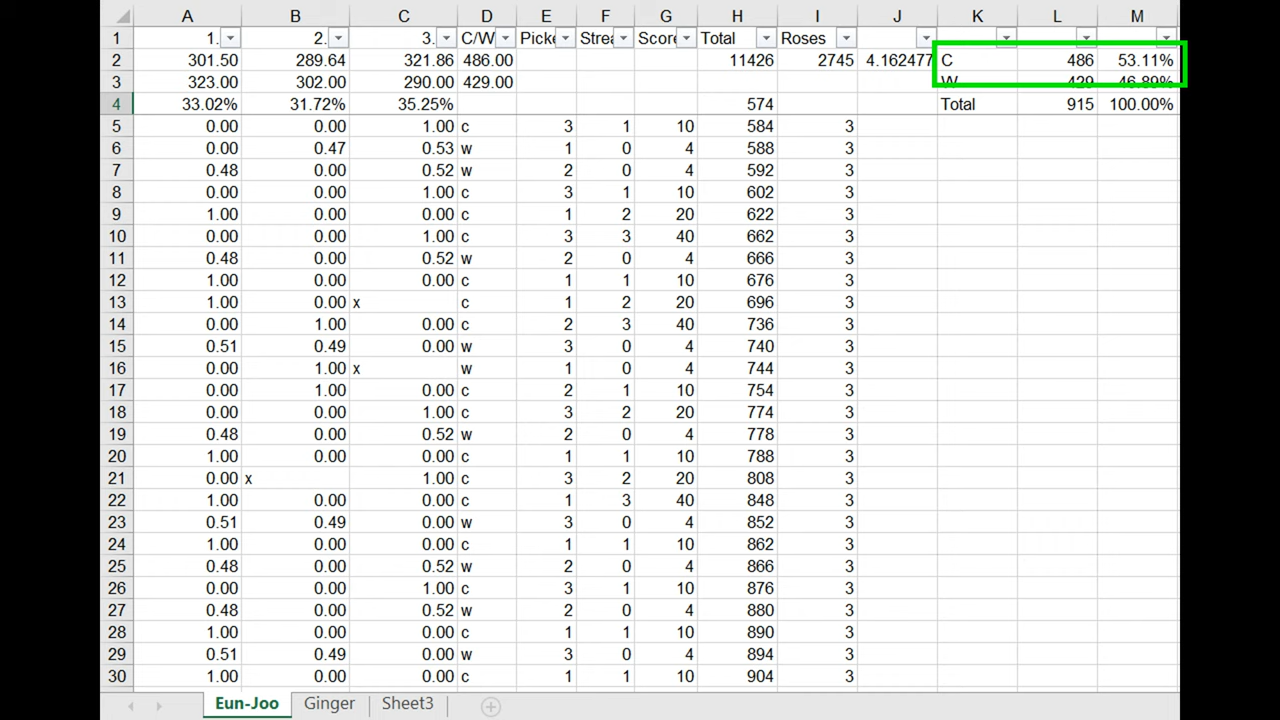 A B C D E F G H I J K L M
1 1. 2. 3. C/W Picke Strea Score Total Roses
2 301.50 289.64 321.86 486.00 11426 2745 4.162477 C 486 53.11%
3 323.00 302.00 290.00 429.00 W 429 46.89%
4 33.02% 31.72% 35.25% 574 Total 915 100.00%
5 0.00 0.00 1.00 c 3 1 10 584 3
6 0.00 0.47 0.53 w 1 0 4 588 3
7 0.48 0.00 0.52 w 2 0 4 592 3
8 0.00 0.00 1.00 c 3 1 10 602 3
9 1.00 0.00 0.00 c 1 2 20 622 3
10 0.00 0.00 1.00 c 3 3 40 662 3
11 0.48 0.00 0.52 w 2 0 4 666 3
12 1.00 0.00 0.00 c 1 1 10 676 3
13 1.00 0.00 x c 1 2 20 696 3
14 0.00 1.00 0.00 c 2 3 40 736 3
15 0.51 0.49 0.00 w 3 0 4 740 3
16 0.00 1.00 x w 1 0 4 744 3
17 0.00 1.00 0.00 c 2 1 10 754 3
18 0.00 0.00 1.00 c 3 2 20 774 3
19 0.48 0.00 0.52 w 2 0 4 778 3
20 1.00 0.00 0.00 c 1 1 10 788 3
21 0.00 x 1.00 c 3 2 20 808 3
22 1.00 0.00 0.00 c 1 3 40 848 3
23 0.51 0.49 0.00 w 3 0 4 852 3
24 1.00 0.00 0.00 c 1 1 10 862 3
25 0.48 0.00 0.52 w 2 0 4 866 3
26 0.00 0.00 1.00 c 3 1 10 876 3
27 0.48 0.00 0.52 w 2 0 4 880 3
28 1.00 0.00 0.00 c 1 1 10 890 3
29 0.51 0.49 0.00 w 3 0 4 894 3
30 1.00 0.00 0.00 c 1 1 10 904 3
Eun-Joo Ginger Sheet3